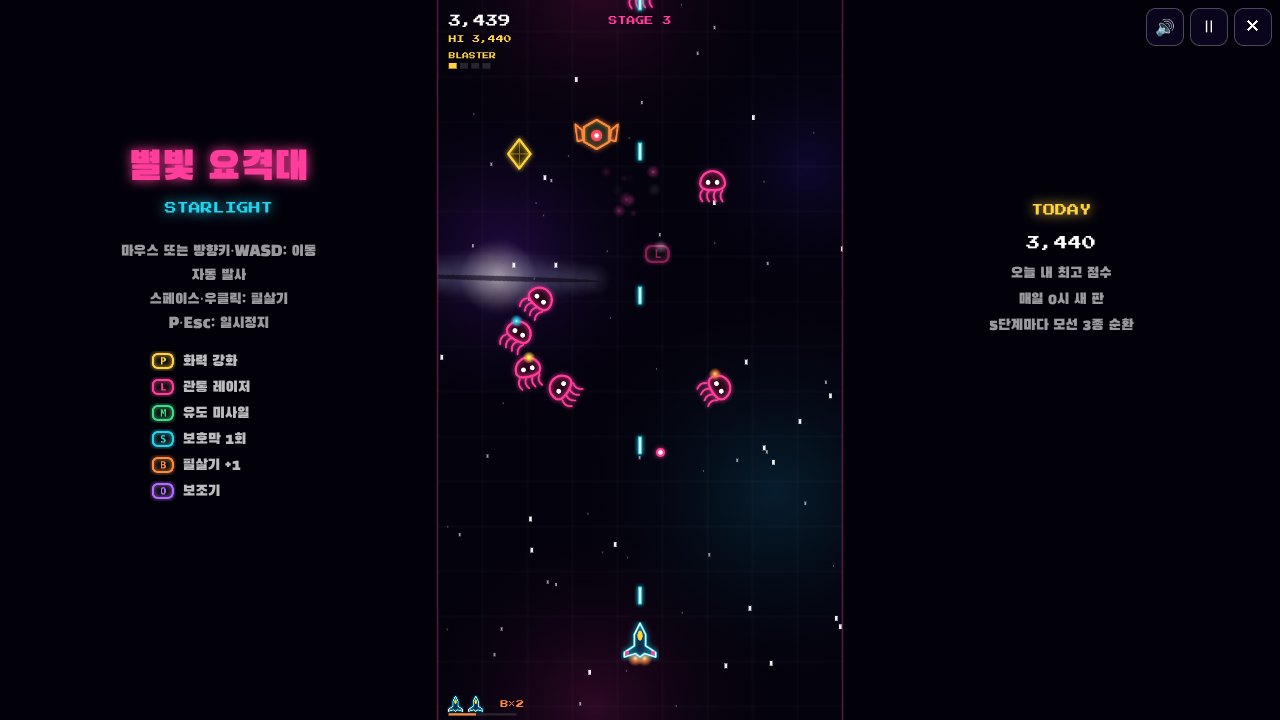 3,439
HI 3,440
BLASTER
STAGE 3
L
B×2
별빛 요격대
STARLIGHT
마우스 또는 방향키·WASD: 이동
자동 발사
스페이스·우클릭: 필살기
P·Esc: 일시정지
P 화력 강화
L 관통 레이저
M 유도 미사일
S 보호막 1회
B 필살기 +1
O 보조기
TODAY
3,440
오늘 내 최고 점수
매일 0시 새 판
5단계마다 모선 3종 순환